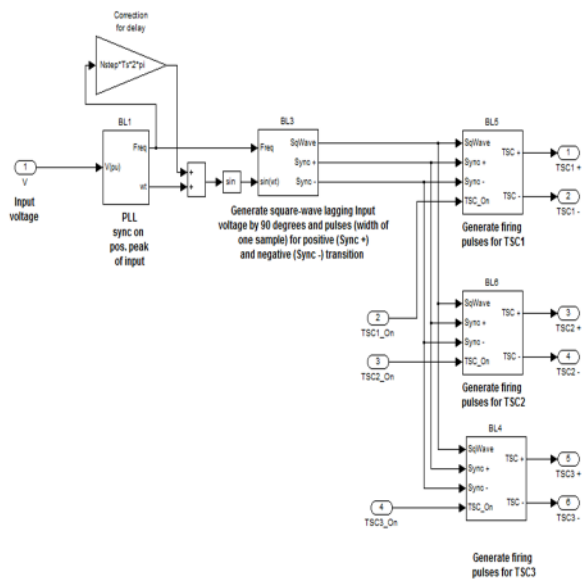 Correction
for delay
Nstep*Ts*2*pi
BL1
V(pu)
Freq
wt
1
V
Input
voltage
PLL
sync on
pos. peak
of input
+
+
sin
BL3
Freq
sin(wt)
SqWave
Sync +
Sync -
Generate square-wave lagging Input
voltage by 90 degrees and pulses (width of
one sample) for positive (Sync +)
and negative (Sync -) transition
BL5
SqWave
Sync +
Sync -
TSC_On
TSC +
TSC -
1
TSC1 +
2
TSC1 -
Generate firing
pulses for TSC1
BL6
SqWave
Sync +
Sync -
TSC_On
TSC +
TSC -
3
TSC2 +
4
TSC2 -
2
TSC1_On
3
TSC2_On
Generate firing
pulses for TSC2
BL4
SqWave
Sync +
Sync -
TSC_On
TSC +
TSC -
5
TSC3 +
6
TSC3 -
4
TSC3_On
Generate firing
pulses for TSC3